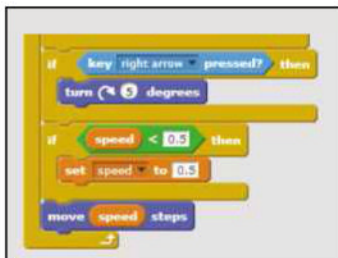 if key right arrow pressed? then
turn 5 degrees
if speed < 0.5 then
set speed to 0.5
move speed steps